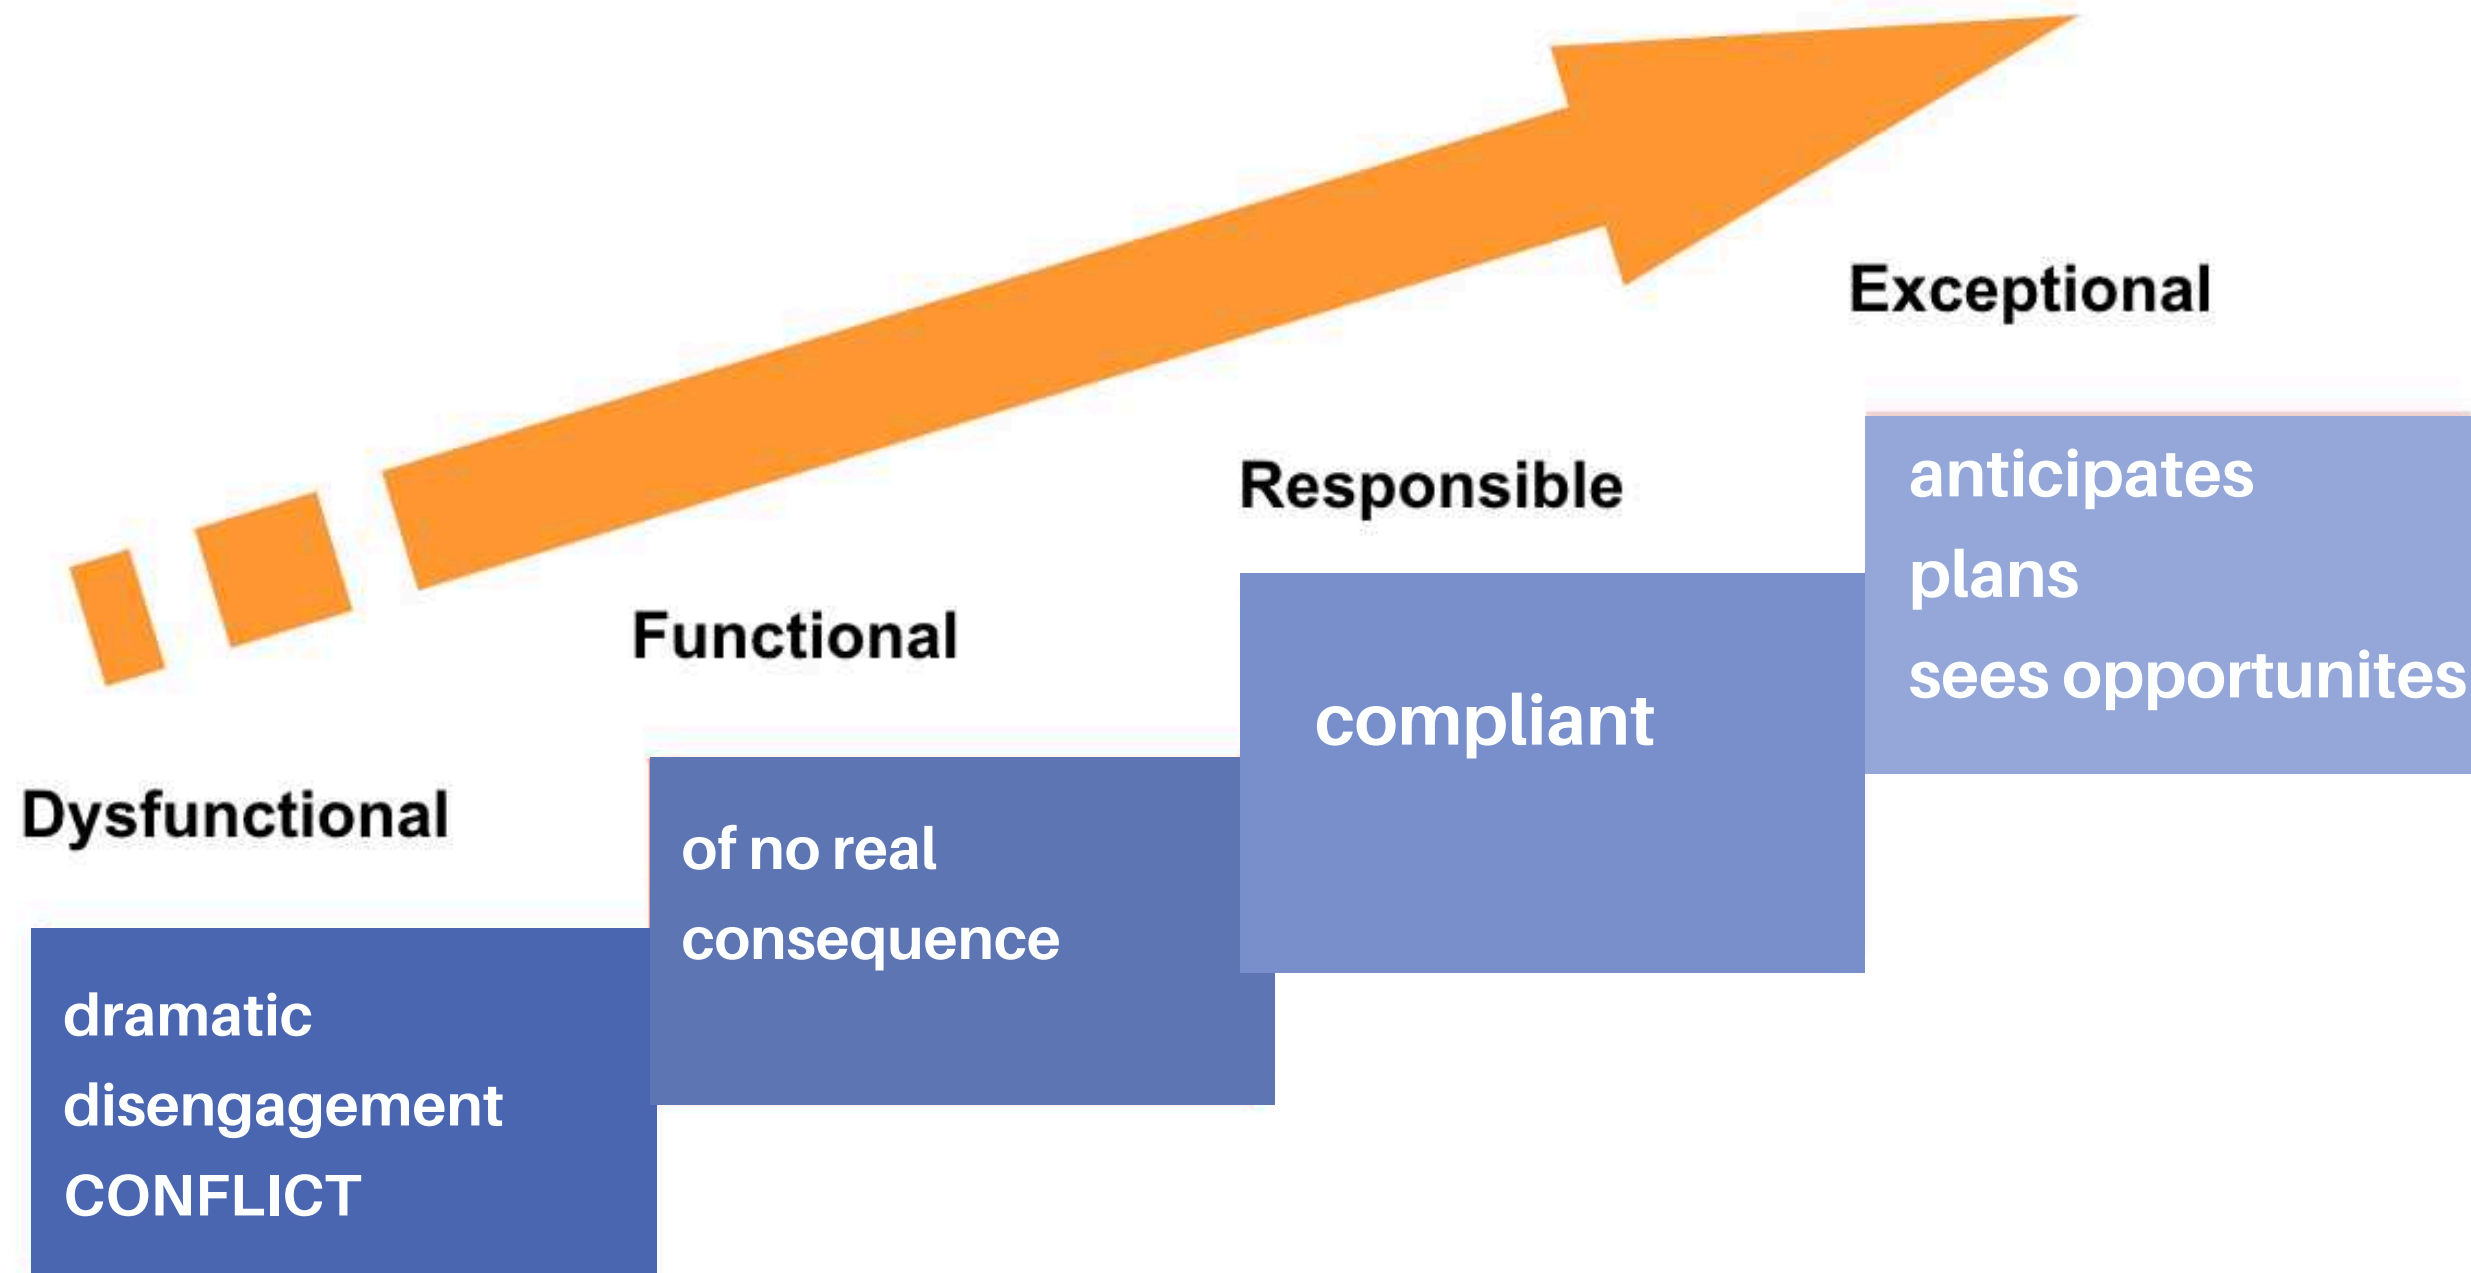 Dysfunctional
dramatic
disengagement
CONFLICT
Functional
of no real
consequence
Responsible
compliant
Exceptional
anticipates
plans
sees opportunites